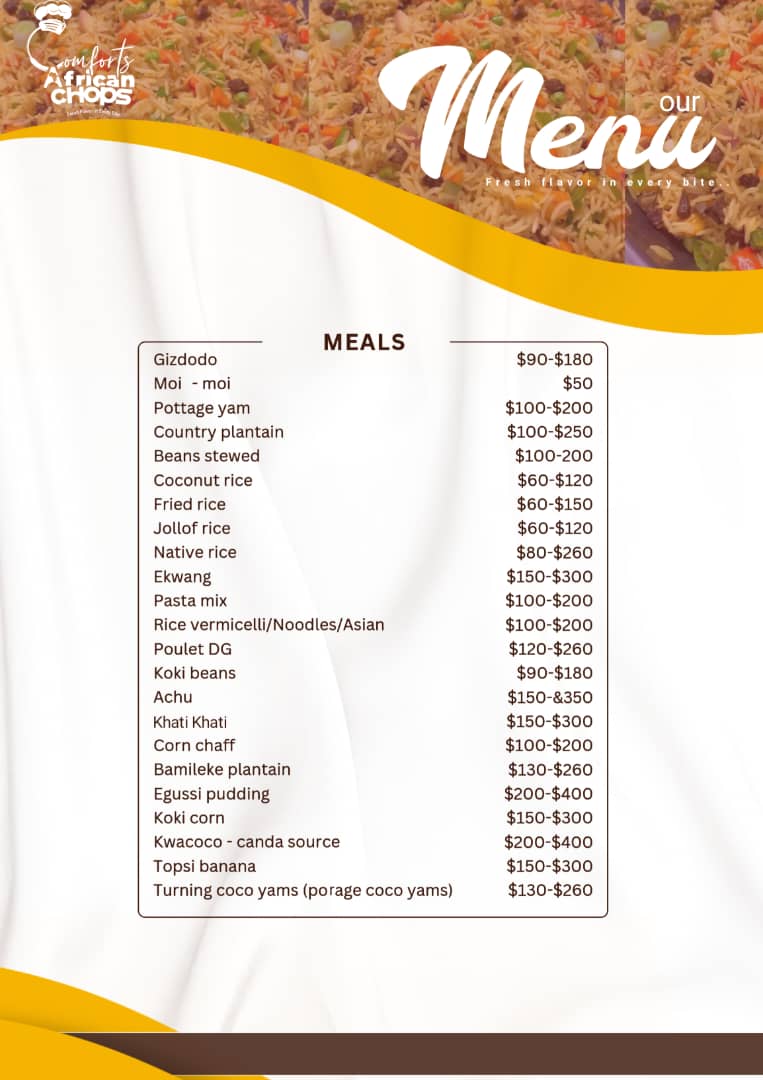 Comforts
African
CHOPS
our
Menu
Fresh flavor in every bite..
MEALS
Gizdodo $90-$180
Moi - moi $50
Pottage yam $100-$200
Country plantain $100-$250
Beans stewed $100-200
Coconut rice $60-$120
Fried rice $60-$150
Jollof rice $60-$120
Native rice $80-$260
Ekwang $150-$300
Pasta mix $100-$200
Rice vermicelli/Noodles/Asian $100-$200
Poulet DG $120-$260
Koki beans $90-$180
Achu $150-&350
Khati Khati $150-$300
Corn chaff $100-$200
Bamileke plantain $130-$260
Egussi pudding $200-$400
Koki corn $150-$300
Kwacoco - canda source $200-$400
Topsi banana $150-$300
Turning coco yams (porage coco yams) $130-$260